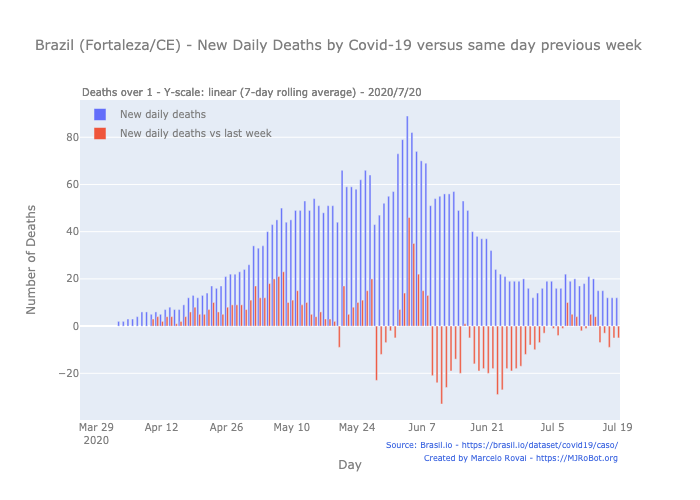 Brazil (Fortaleza/CE) - New Daily Deaths by Covid-19 versus same day previous week
Deaths over 1 - Y-scale: linear (7-day rolling average) - 2020/7/20
New daily deaths
New daily deaths vs last week
80
60
40
20
0
−20
Number of Deaths
Mar 29
2020
Apr 12
Apr 26
May 10
May 24
Jun 7
Jun 21
Jul 5
Jul 19
Day
Source: Brasil.io - https://brasil.io/dataset/covid19/caso/
Created by Marcelo Rovai - https://MJRoBot.org